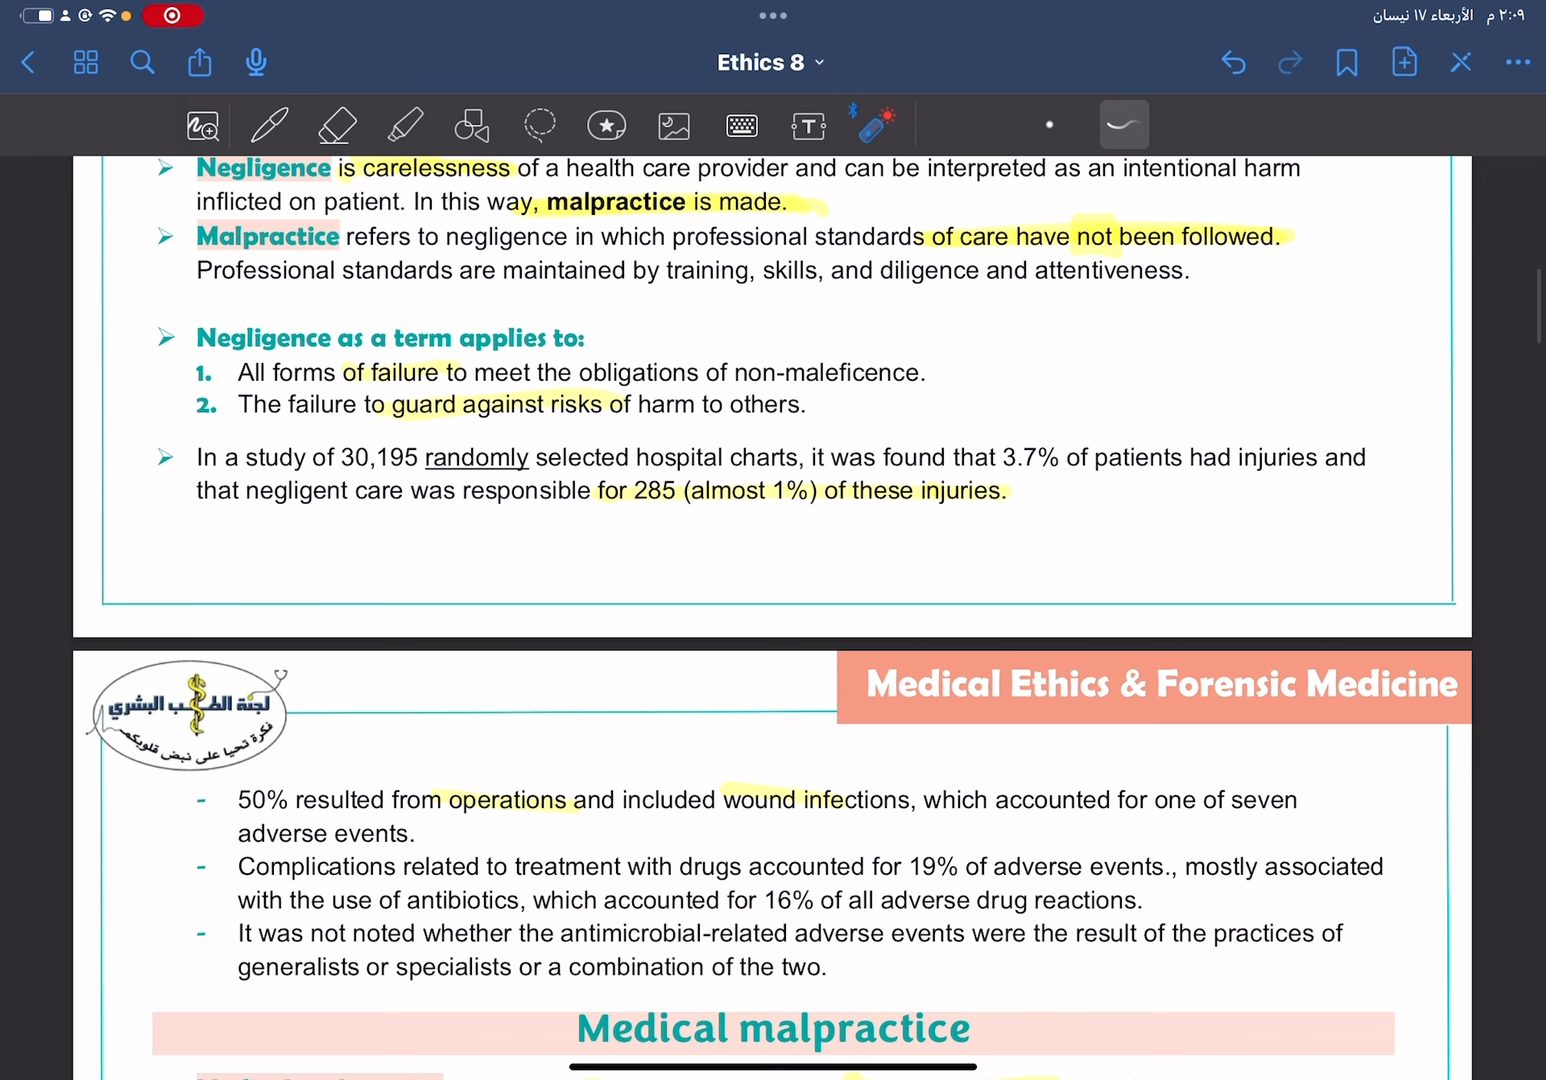 ٢:٠٩ م الأربعاء ١٧ نيسان
Ethics 8
Negligence is carelessness of a health care provider and can be interpreted as an intentional harm
inflicted on patient. In this way, malpractice is made.
Malpractice refers to negligence in which professional standards of care have not been followed.
Professional standards are maintained by training, skills, and diligence and attentiveness.
Negligence as a term applies to:
1. All forms of failure to meet the obligations of non-maleficence.
2. The failure to guard against risks of harm to others.
In a study of 30,195 randomly selected hospital charts, it was found that 3.7% of patients had injuries and
that negligent care was responsible for 285 (almost 1%) of these injuries.
Medical Ethics & Forensic Medicine
لجنة الطب البشري
فكرة تحيا على نبض قلوبكم
- 50% resulted from operations and included wound infections, which accounted for one of seven
adverse events.
- Complications related to treatment with drugs accounted for 19% of adverse events., mostly associated
with the use of antibiotics, which accounted for 16% of all adverse drug reactions.
- It was not noted whether the antimicrobial-related adverse events were the result of the practices of
generalists or specialists or a combination of the two.
Medical malpractice